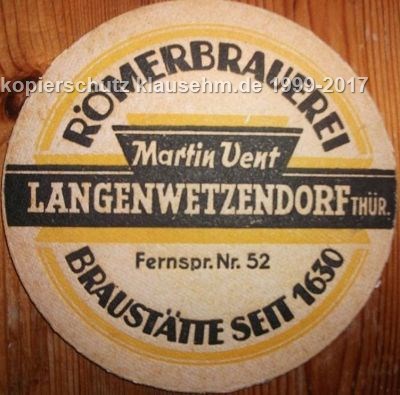 RÖMERBRAUEREI
kopierschutz klausehm.de 1999-2017
Martin Vent
LANGENWETZENDORF THÜR.
Fernspr. Nr. 52
BRAUSTÄTTE SEIT 1630